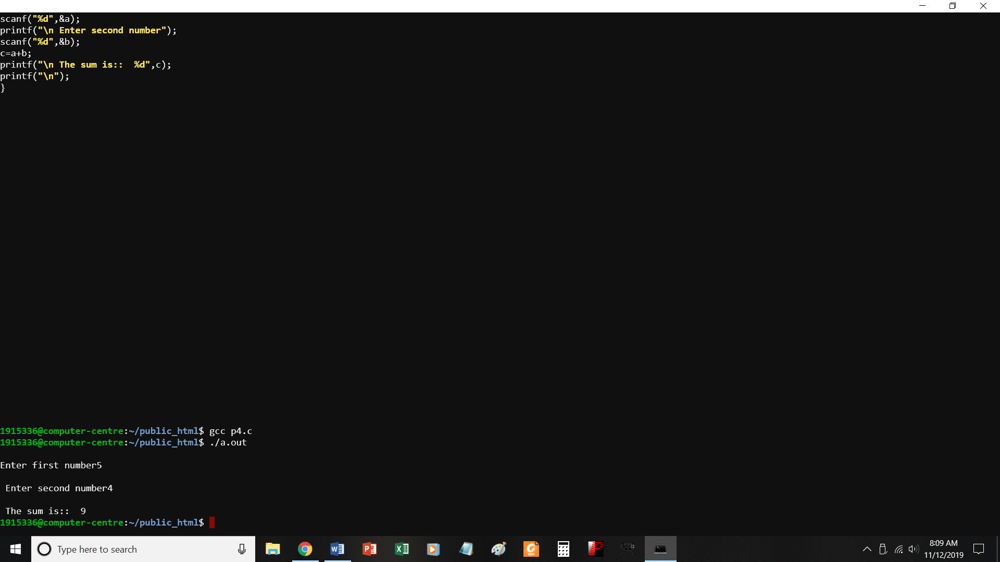 scanf("%d",&a);
printf("\n Enter second number");
scanf("%d",&b);
c=a+b;
printf("\n The sum is::  %d",c);
printf("\n");
}
1915336@computer-centre:~/public_html$ gcc p4.c
1915336@computer-centre:~/public_html$ ./a.out
Enter first number5
 Enter second number4
 The sum is::  9
1915336@computer-centre:~/public_html$
Type here to search
8:09 AM
11/12/2019